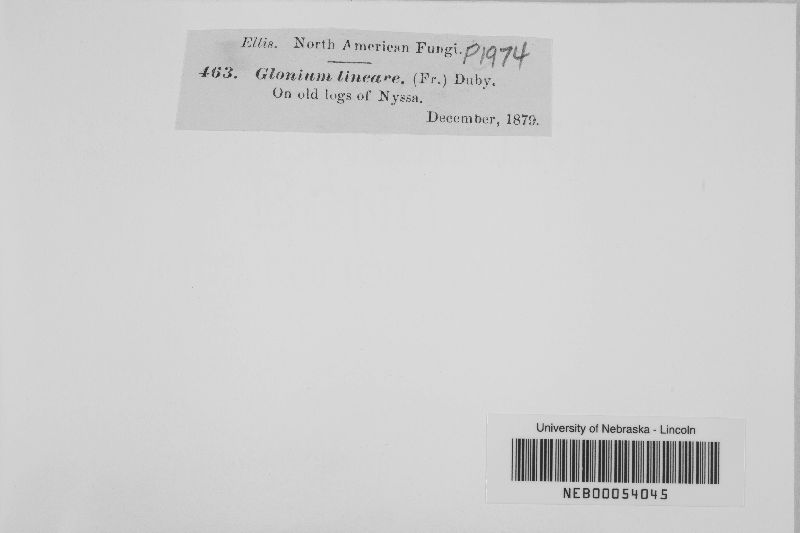 Ellis. North American Fungi. P1974
463. Glonium lineare. (Fr.) Duby.
On old logs of Nyssa.
December, 1879.
University of Nebraska - Lincoln
NEB00054045